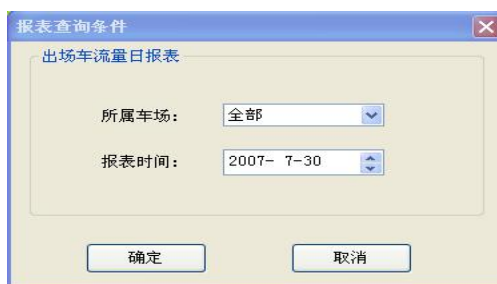 报表查询条件
出场车流量日报表
所属车场： 全部
报表时间： 2007- 7-30
确定 取消